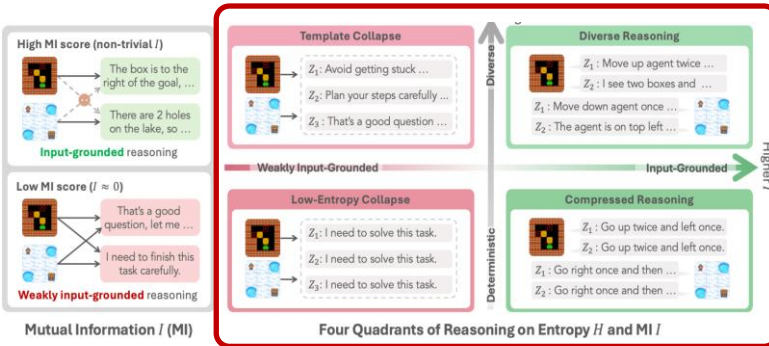 High MI score (non-trivial I)
The box is to the
right of the goal,
...
There are 2 holes
on the lake, so ...
Input-grounded reasoning
Low MI score (I ≈ 0)
That's a good
question, let me ...
I need to finish this
task carefully.
Weakly input-grounded reasoning
Mutual Information I (MI)
Template Collapse
Z₁: Avoid getting stuck ...
Z₂: Plan your steps carefully ...
Z₃ : That's a good question ...
Diverse
Diverse Reasoning
Z₁ : Move up agent twice ...
Z₂ : I see two boxes and ...
Z₁ : Move down agent once ...
Z₂ : The agent is on top left ...
Weakly Input-Grounded
Input-Grounded
Higher I
Low-Entropy Collapse
Z₁: I need to solve this task.
Z₂: I need to solve this task.
Z₃: I need to solve this task.
Deterministic
Compressed Reasoning
Z₁ : Go up twice and left once.
Z₂ : Go up twice and left once.
Z₁ : Go right once and then ...
Z₂ : Go right once and then ...
Four Quadrants of Reasoning on Entropy H and MI I